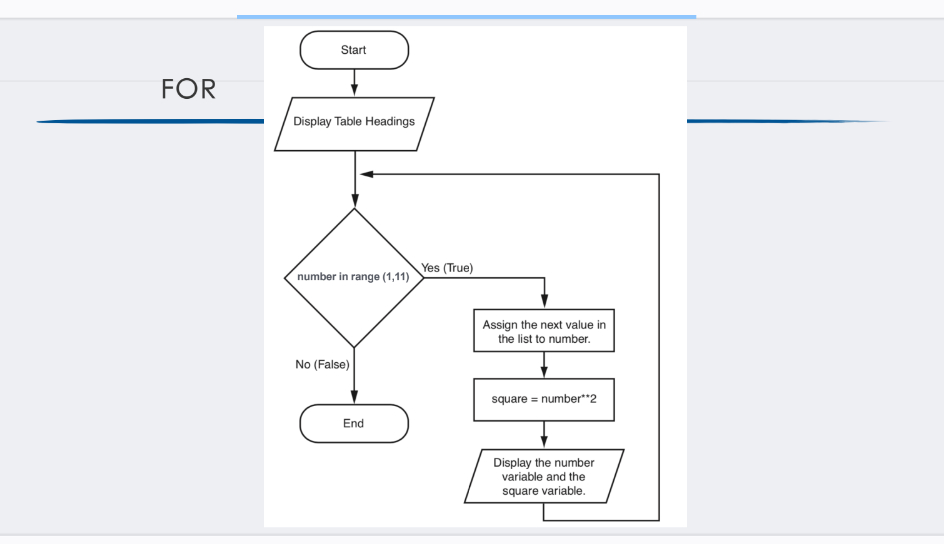 FOR
Start
Display Table Headings
number in range (1,11)
Yes (True)
Assign the next value in
the list to number.
No (False)
square = number**2
End
Display the number
variable and the
square variable.